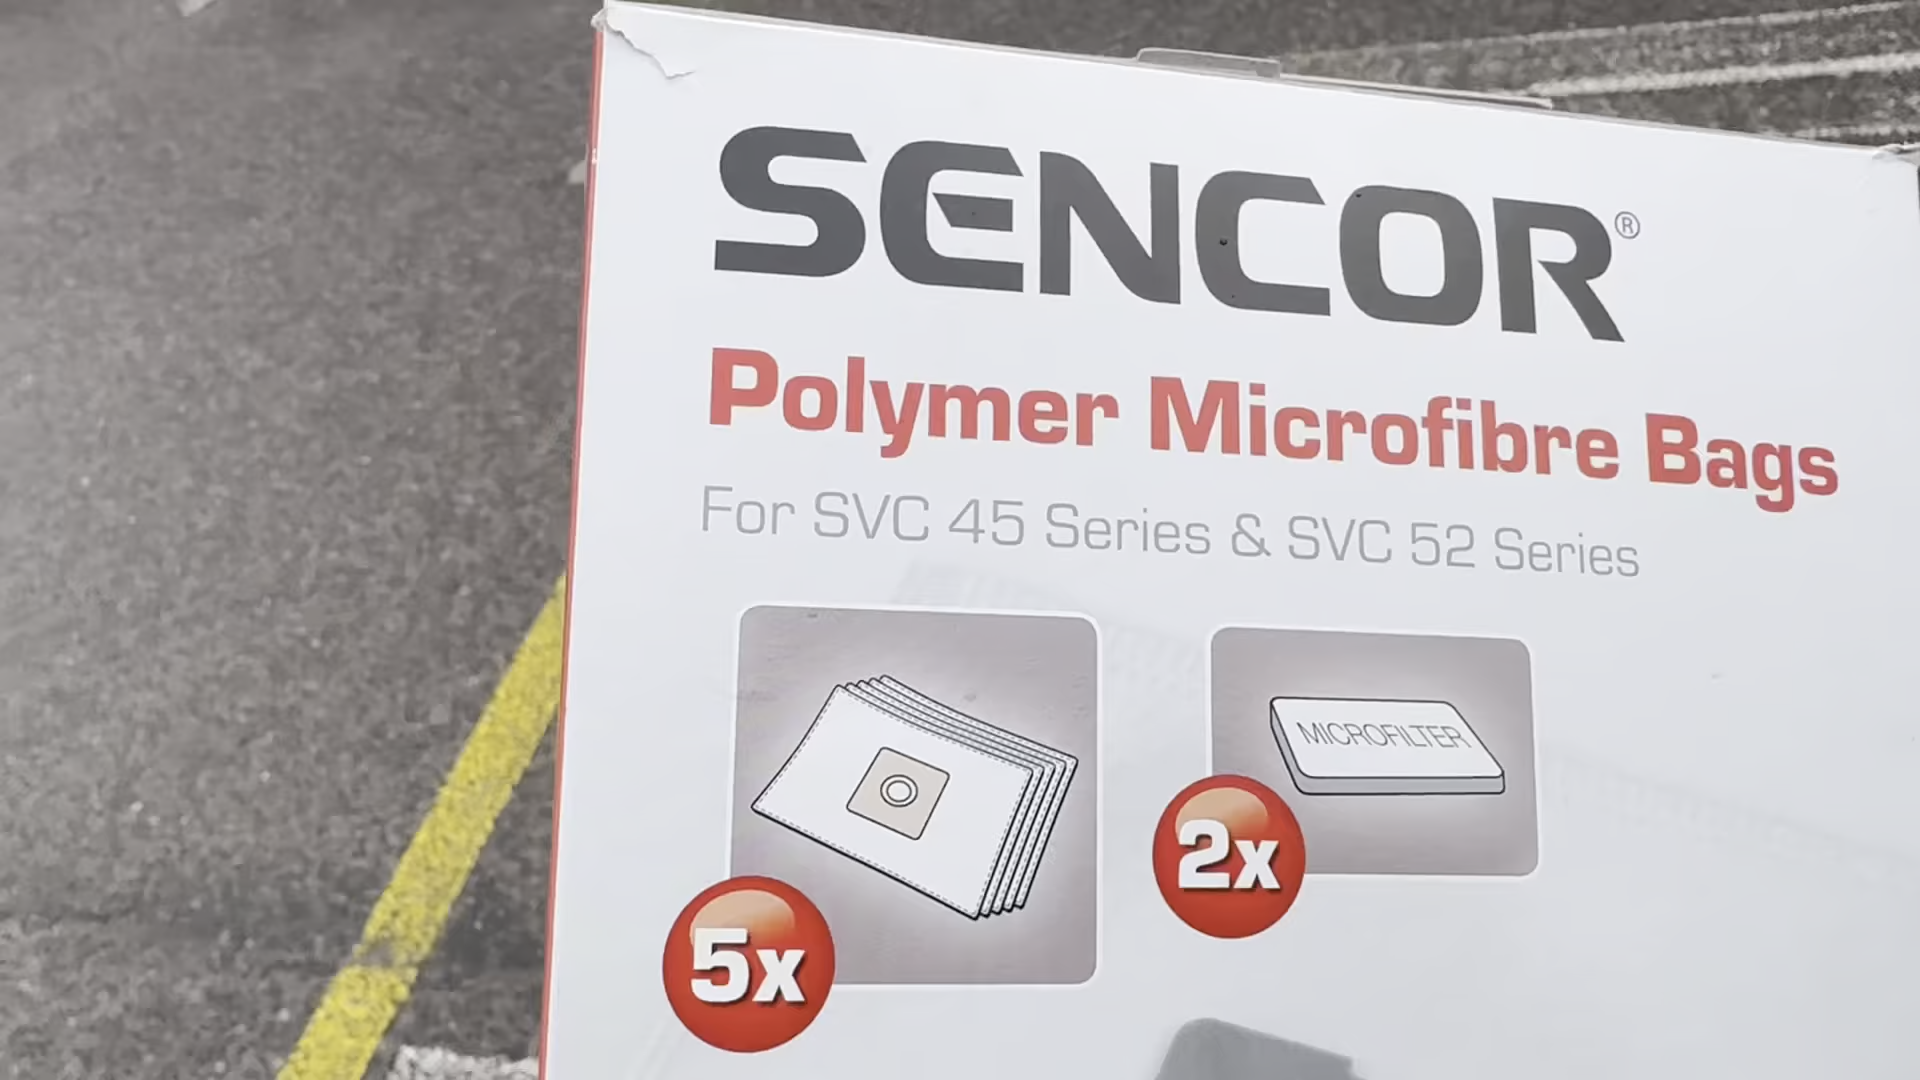 SENCOR®
Polymer Microfibre Bags
For SVC 45 Series & SVC 52 Series
MICROFILTER
2x
5x